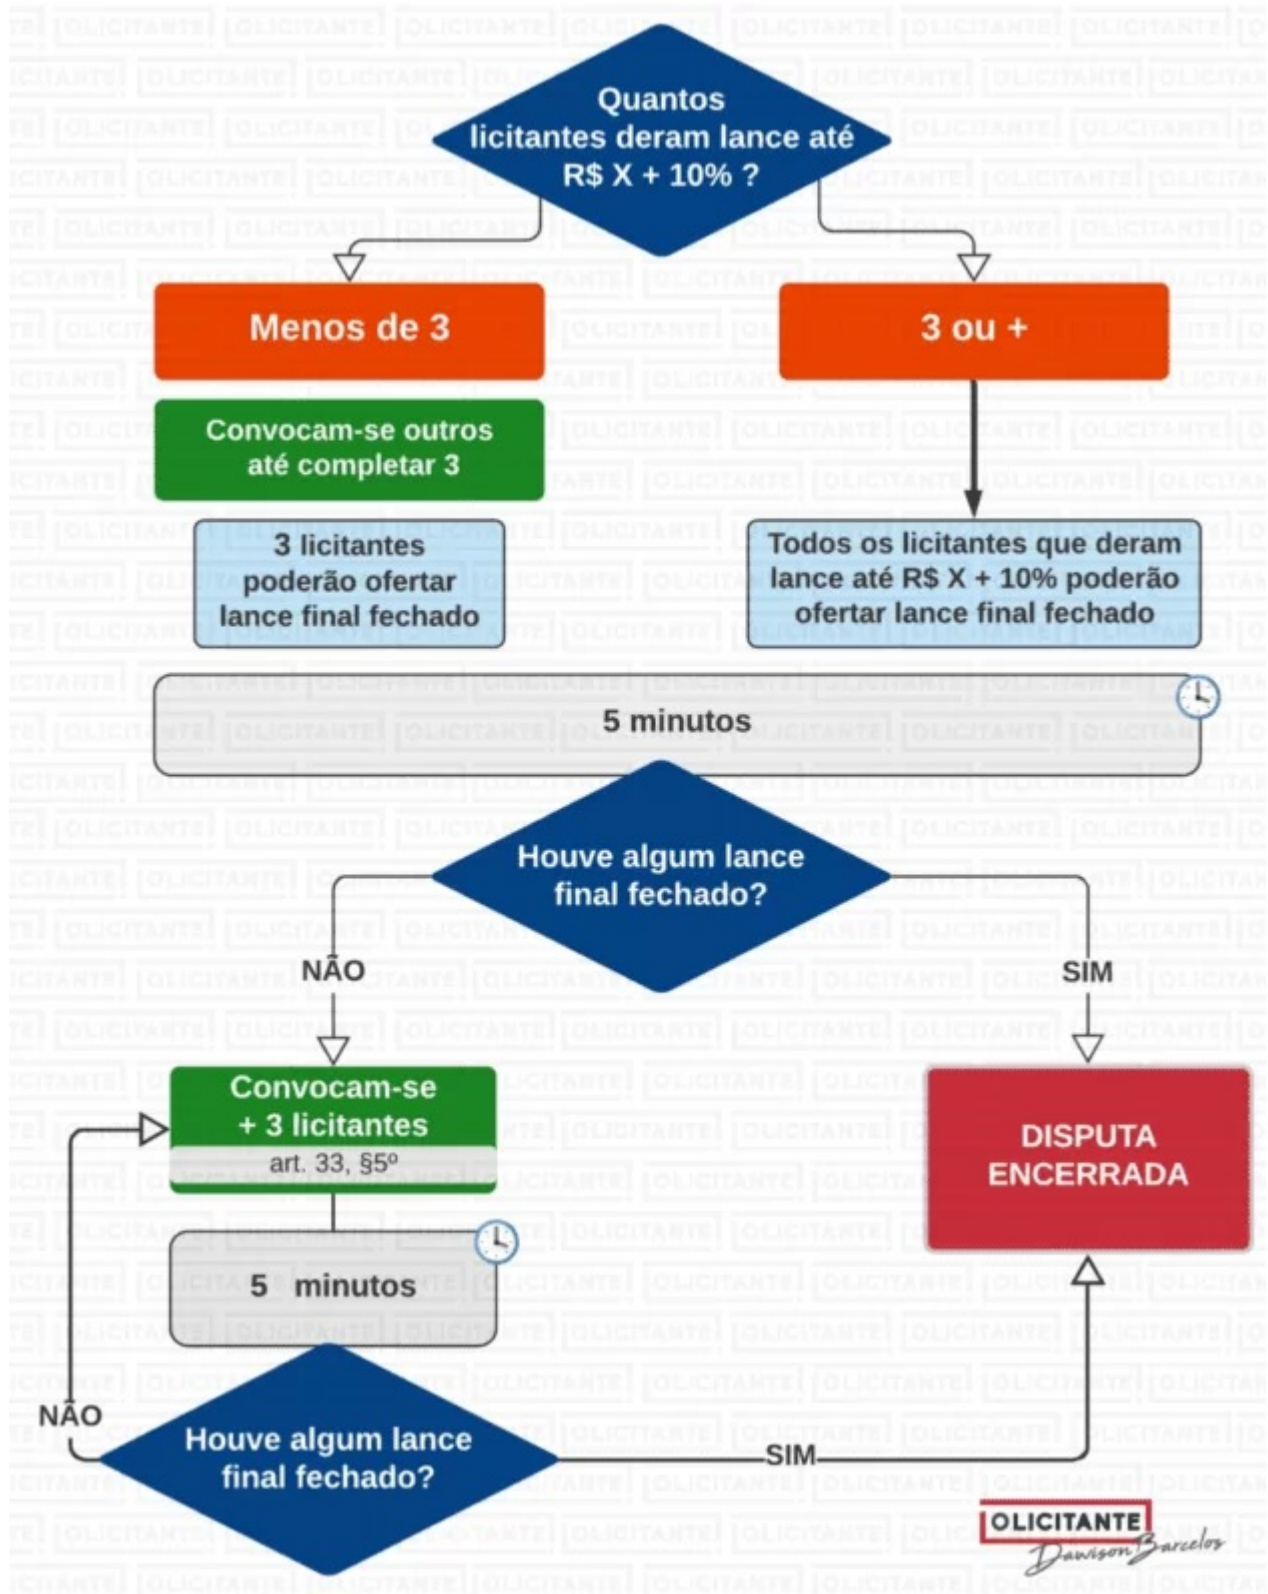 Quantos
licitantes deram lance até
R$ X + 10% ?
Menos de 3
3 ou +
Convocam-se outros
até completar 3
3 licitantes
poderão ofertar
lance final fechado
Todos os licitantes que deram
lance até R$ X + 10% poderão
ofertar lance final fechado
5 minutos
Houve algum lance
final fechado?
NÃO
SIM
Convocam-se
+ 3 licitantes
art. 33, §5º
DISPUTA
ENCERRADA
5 minutos
NÃO
Houve algum lance
final fechado?
SIM
OLICITANTE
Dawison Barcelos